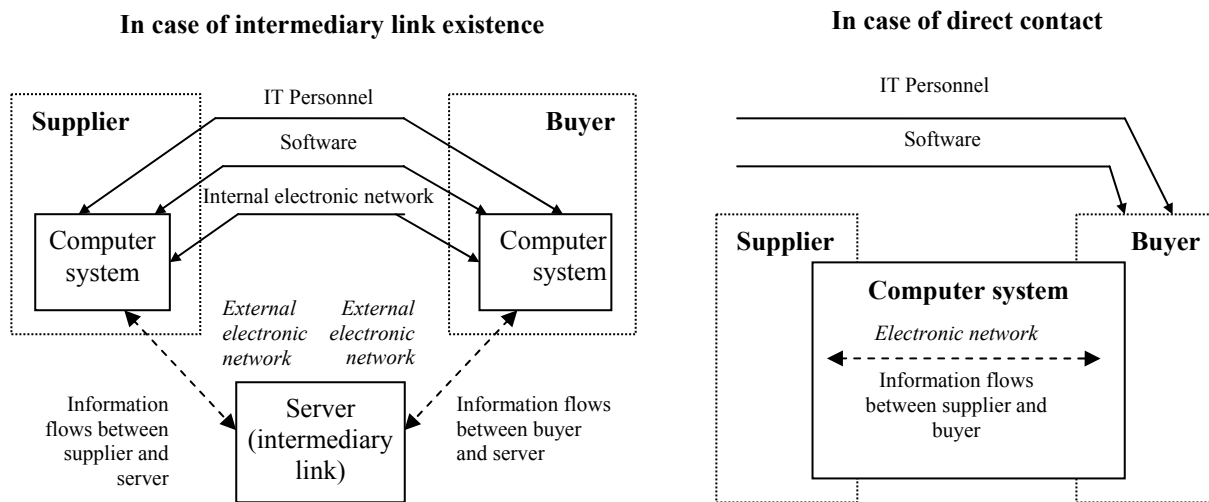 In case of intermediary link existence
IT Personnel
Supplier
Buyer
Software
Internal electronic network
Computer
system
Computer
system
External
electronic
network
External
electronic
network
Information
flows between
supplier and
server
Server
(intermediary
link)
Information flows
between buyer
and server
In case of direct contact
IT Personnel
Software
Supplier
Buyer
Computer system
Electronic network
Information flows
between supplier and
buyer